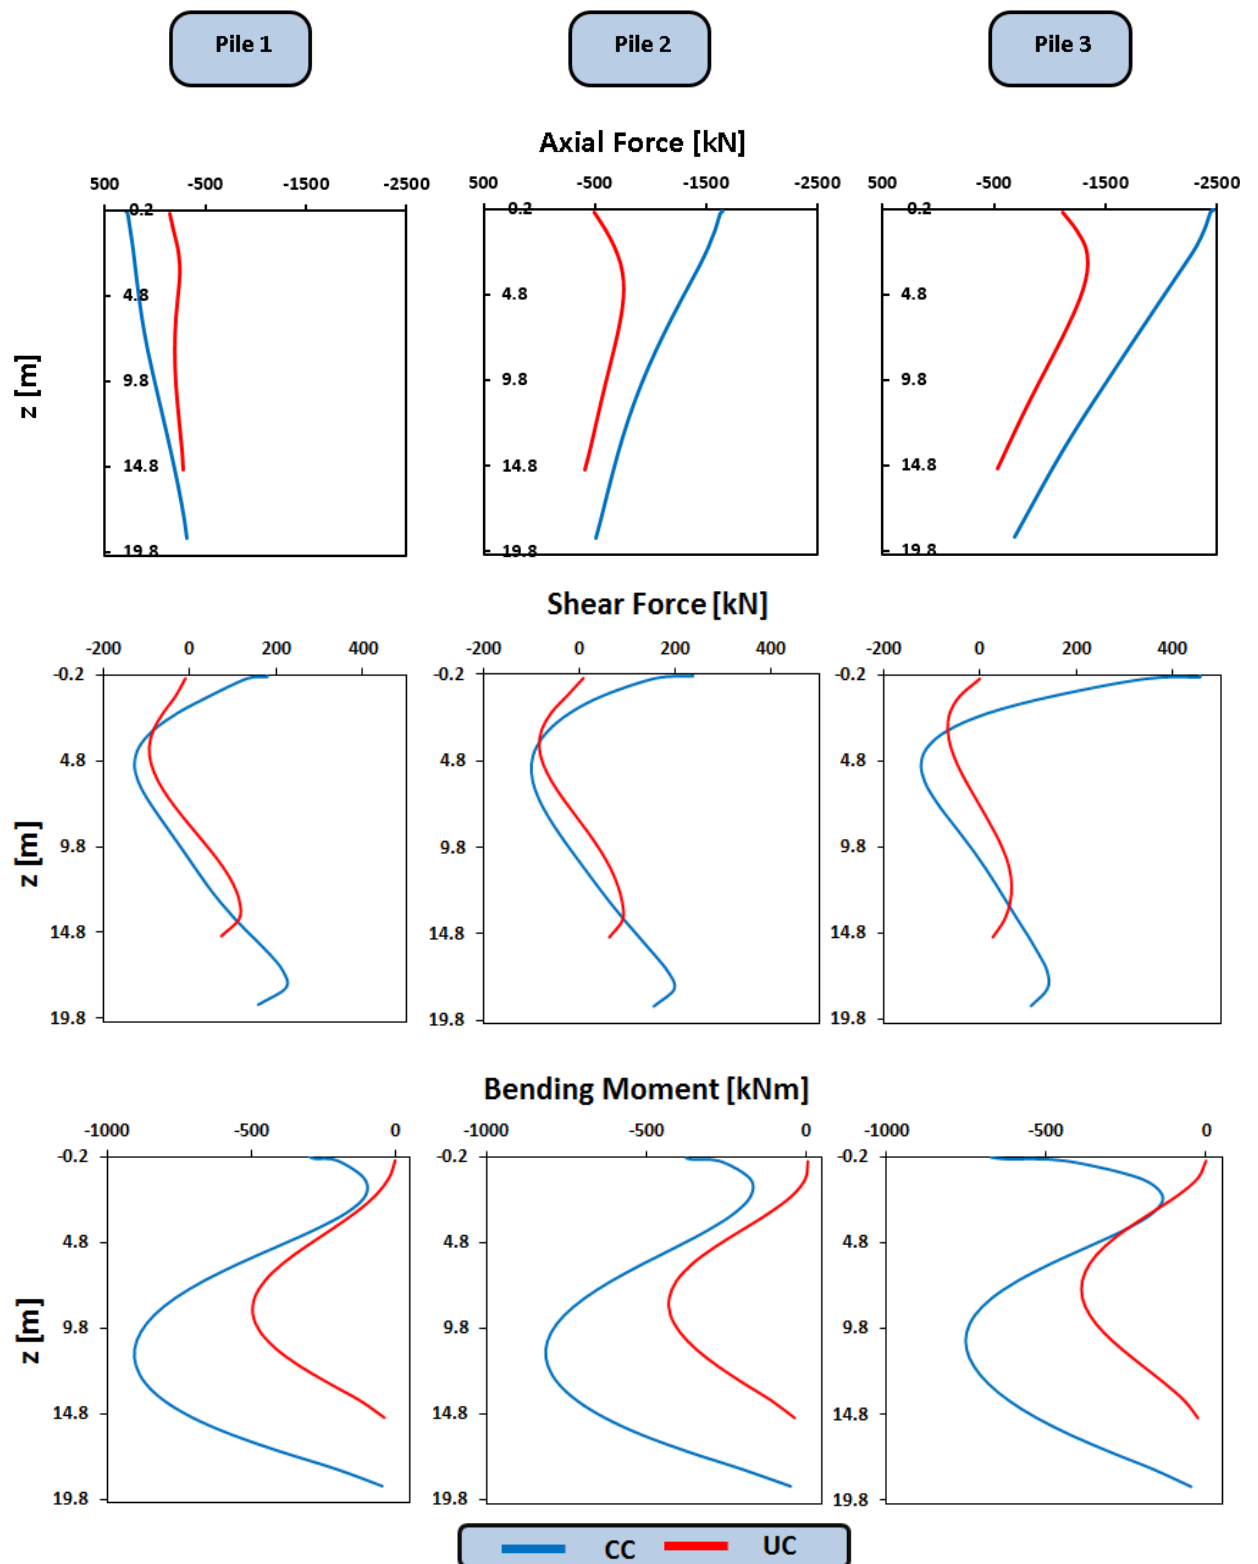 Pile 1 Pile 2 Pile 3
Axial Force [kN]
500 -500 -1500 -2500 500 -500 -1500 -2500 500 -500 -1500 -2500
0.2 0.2 0.2
4.8 4.8 4.8
z [m]
9.8 9.8 9.8
14.8 14.8 14.8
19.8 19.8 19.8
Shear Force [kN]
-200 0 200 400 -200 0 200 400 -200 0 200 400
-0.2 -0.2 -0.2
4.8 4.8 4.8
z [m]
9.8 9.8 9.8
14.8 14.8 14.8
19.8 19.8 19.8
Bending Moment [kNm]
-1000 -500 0 -1000 -500 0 -1000 -500 0
-0.2 -0.2 -0.2
4.8 4.8 4.8
z [m]
9.8 9.8 9.8
14.8 14.8 14.8
19.8 19.8 19.8
CC UC